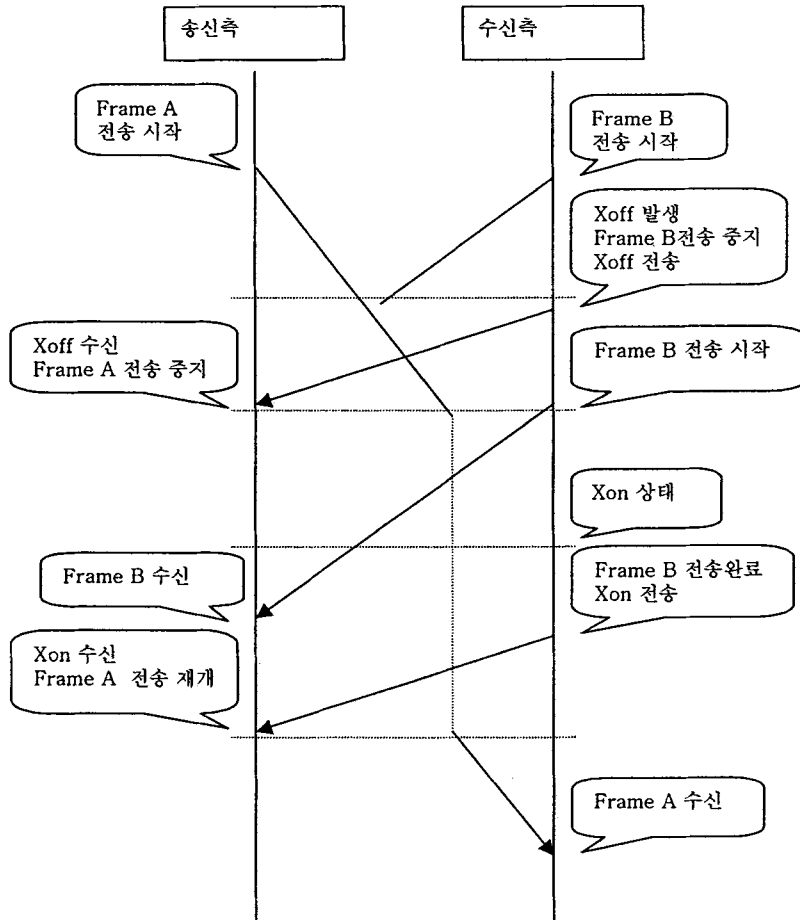 송신측
수신측
Frame A
전송 시작
Frame B
전송 시작
Xoff 발생
Frame B전송 중지
Xoff 전송
Xoff 수신
Frame A 전송 중지
Frame B 전송 시작
Xon 상태
Frame B 수신
Frame B 전송완료
Xon 전송
Xon 수신
Frame A 전송 재개
Frame A 수신